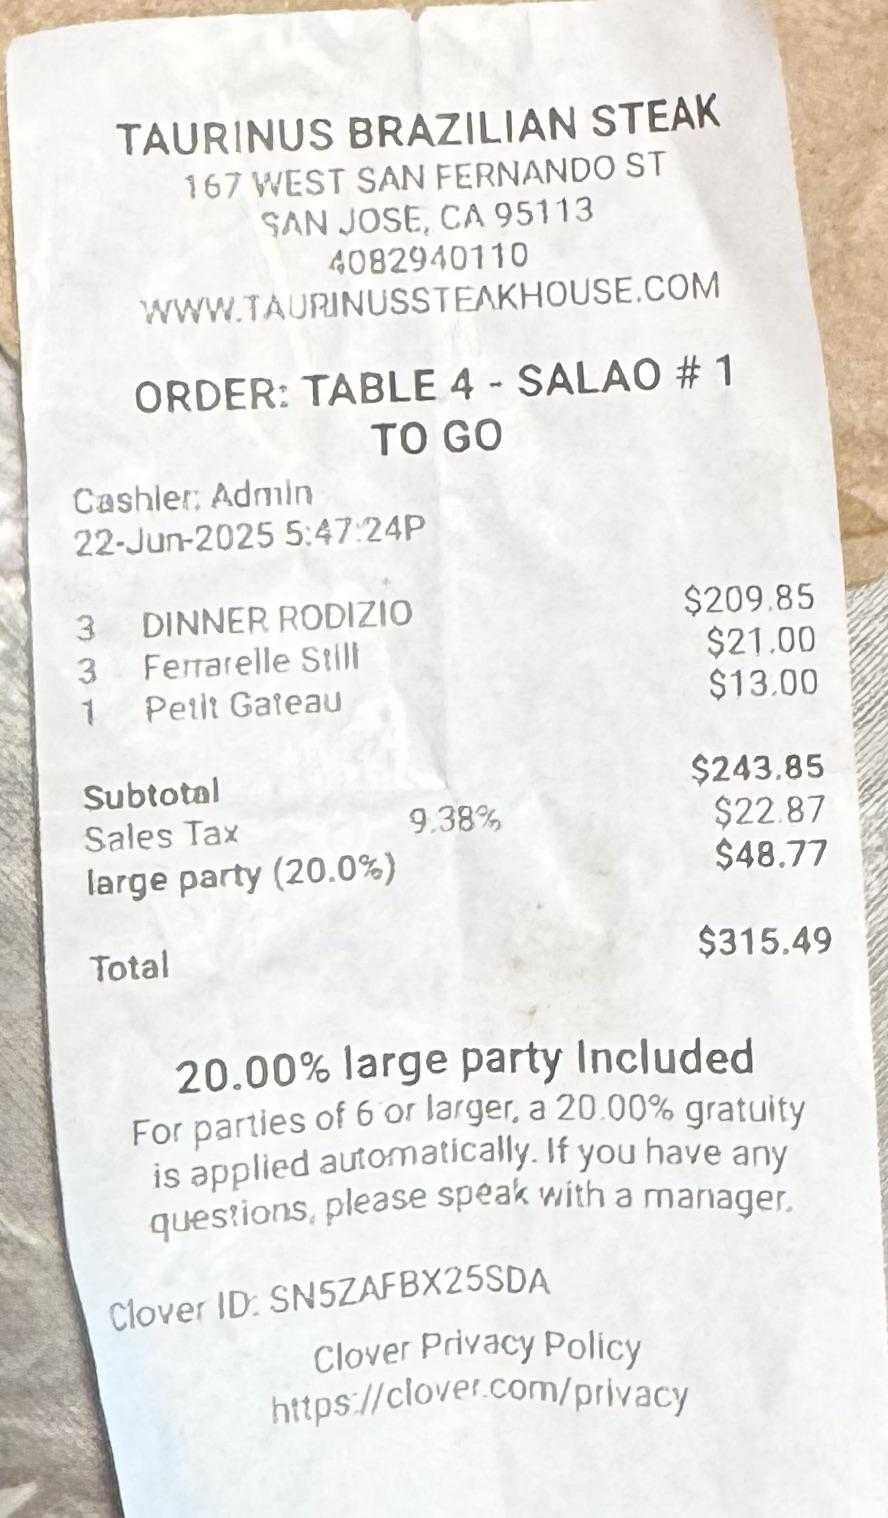 TAURINUS BRAZILIAN STEAK
167 WEST SAN FERNANDO ST
SAN JOSE, CA 95113
4082940110
WWW.TAURINUSSTEAKHOUSE.COM
ORDER: TABLE 4 - SALAO # 1
TO GO
Cashier: Admin
22-Jun-2025 5:47:24P
3 DINNER RODIZIO $209.85
3 Ferrarelle Still $21.00
1 Petit Gateau $13.00
Subtotal $243.85
Sales Tax 9.38% $22.87
large party (20.0%) $48.77
Total $315.49
20.00% large party Included
For parties of 6 or larger, a 20.00% gratuity
is applied automatically. If you have any
questions, please speak with a manager.
Clover ID: SN5ZAFBX25SDA
Clover Privacy Policy
https://clover.com/privacy